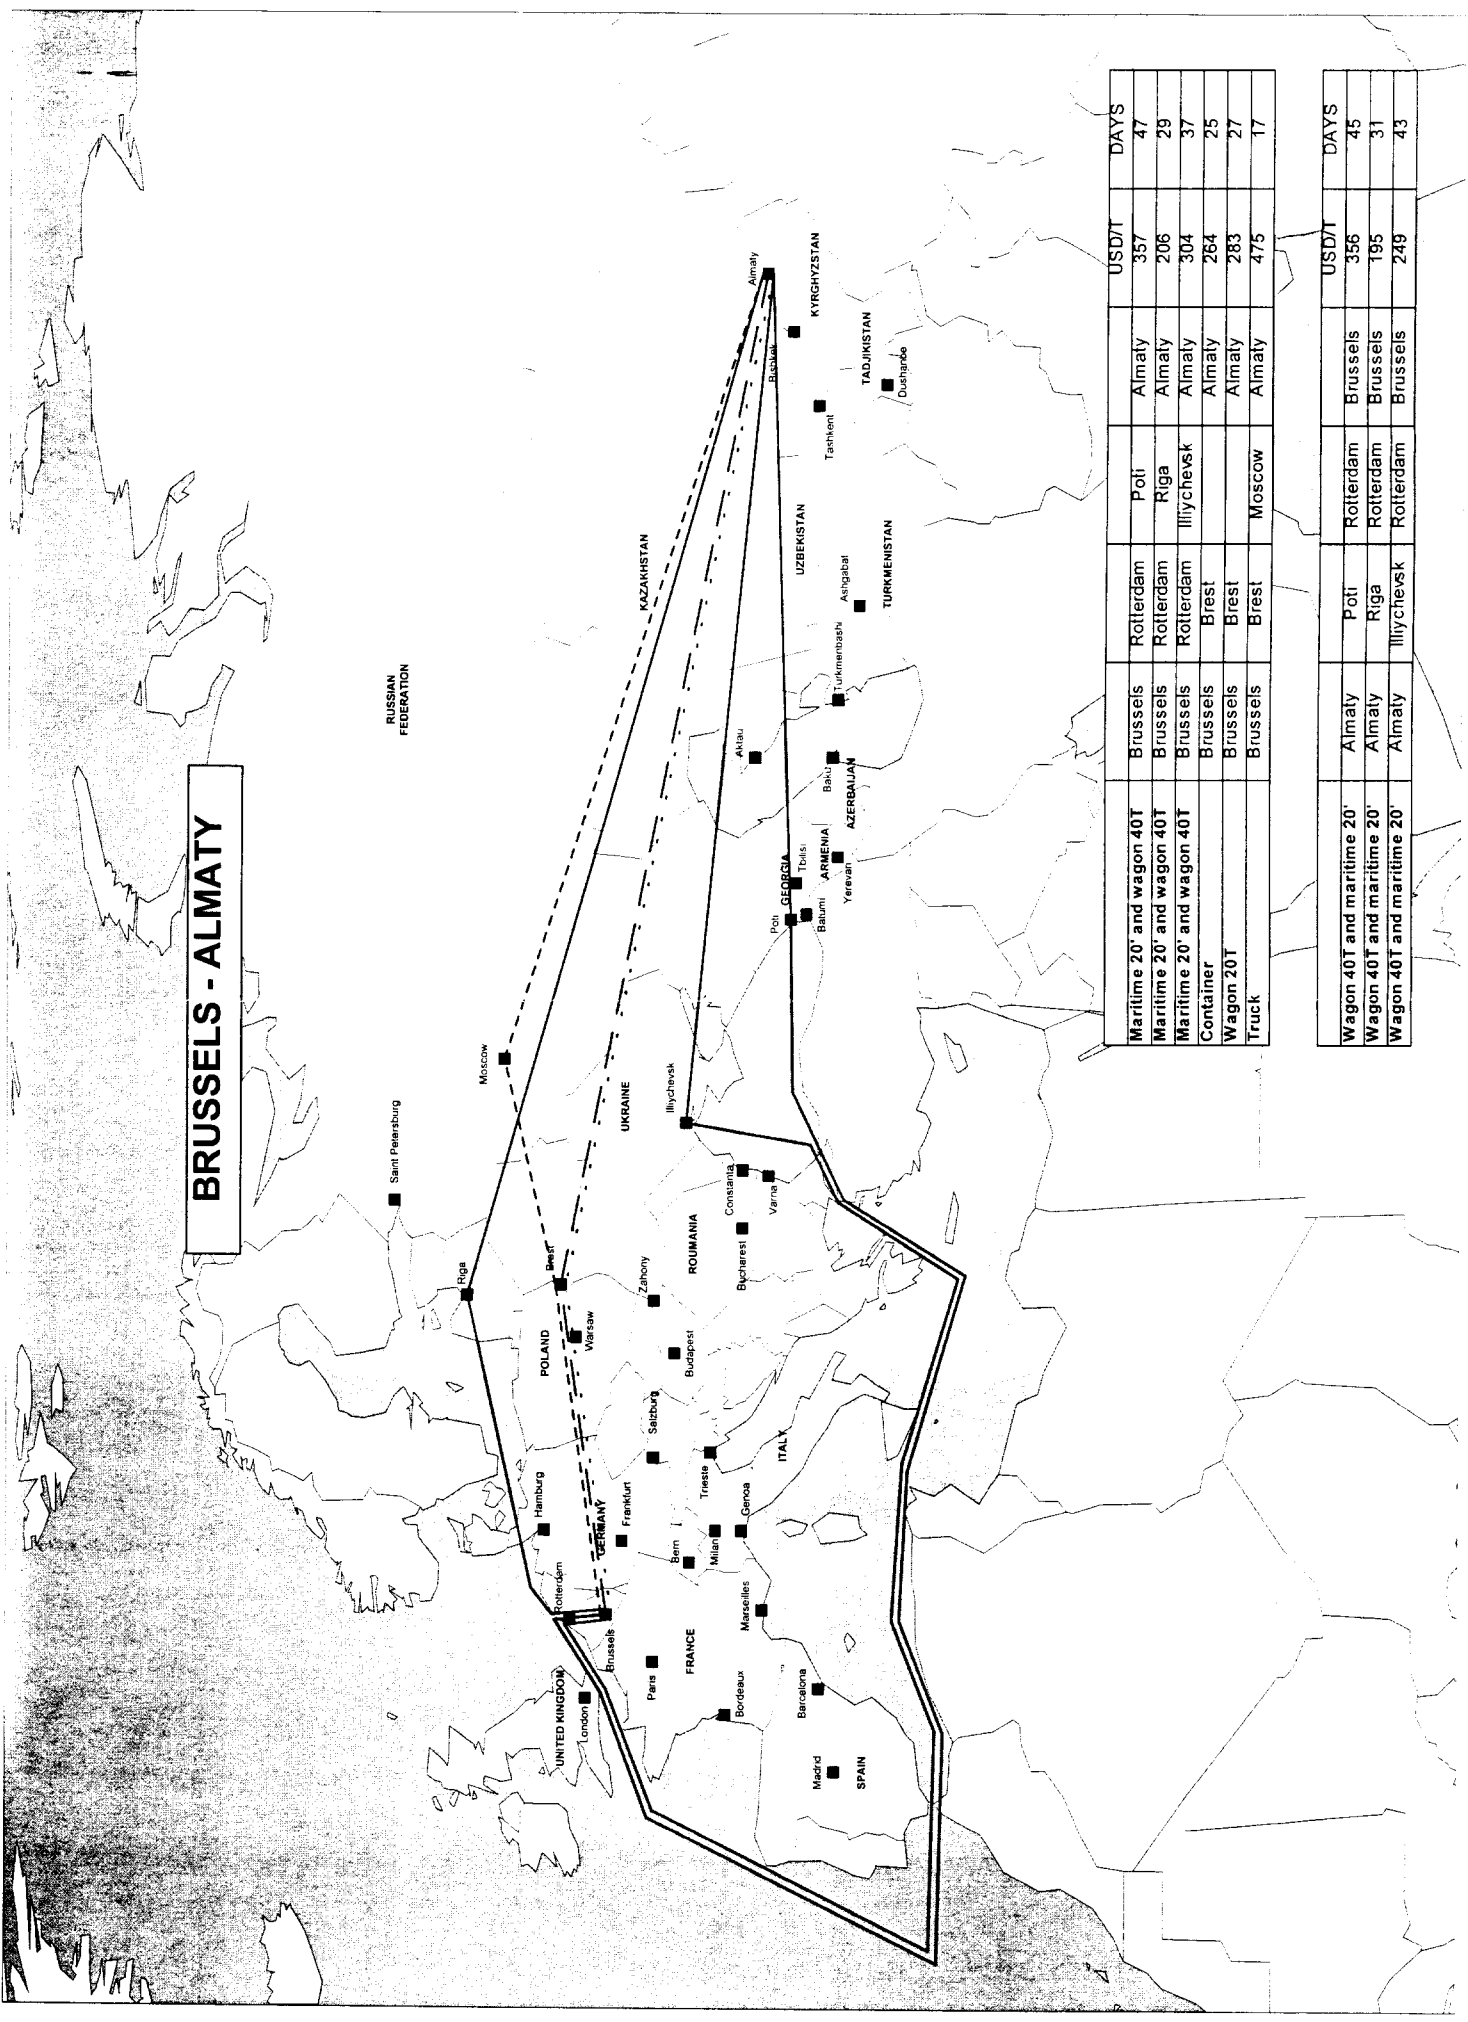 BRUSSELS - ALMATY
RUSSIAN
FEDERATION
Saint Petersburg
Riga
Moscow
Hamburg
POLAND
Brest
Warsaw
KAZAKHSTAN
UNITED KINGDOM
London
Rotterdam
Brussels
GERMANY
Frankfurt
UKRAINE
Paris
Salzburg
Zahony
Illiychevsk
FRANCE
Bern
Budapest
ROUMANIA
Bordeaux
Milan
Trieste
Constanta
Aktau
Almaty
Marseilles
Genoa
Bucharest
Varna
Poti
GEORGIA
Tbilisi
Bishkek
ITALY
Barcelona
Batumi
ARMENIA
Baku
UZBEKISTAN
KYRGHYZSTAN
Madrid
Yerevan
AZERBAIJAN
Turkmenbashi
Ashgabat
Tashkent
SPAIN
TURKMENISTAN
TADJIKISTAN
Dushanbe
USD/T DAYS
Maritime 20' and wagon 40T Brussels Rotterdam Poti Almaty 357 47
Maritime 20' and wagon 40T Brussels Rotterdam Riga Almaty 206 29
Maritime 20' and wagon 40T Brussels Rotterdam Illiychevsk Almaty 304 37
Container Brussels Brest Almaty 264 25
Wagon 20T Brussels Brest Almaty 283 27
Truck Brussels Brest Moscow Almaty 475 17
USD/T DAYS
Wagon 40T and maritime 20' Almaty Poti Rotterdam Brussels 356 45
Wagon 40T and maritime 20' Almaty Riga Rotterdam Brussels 195 31
Wagon 40T and maritime 20' Almaty Illiychevsk Rotterdam Brussels 249 43